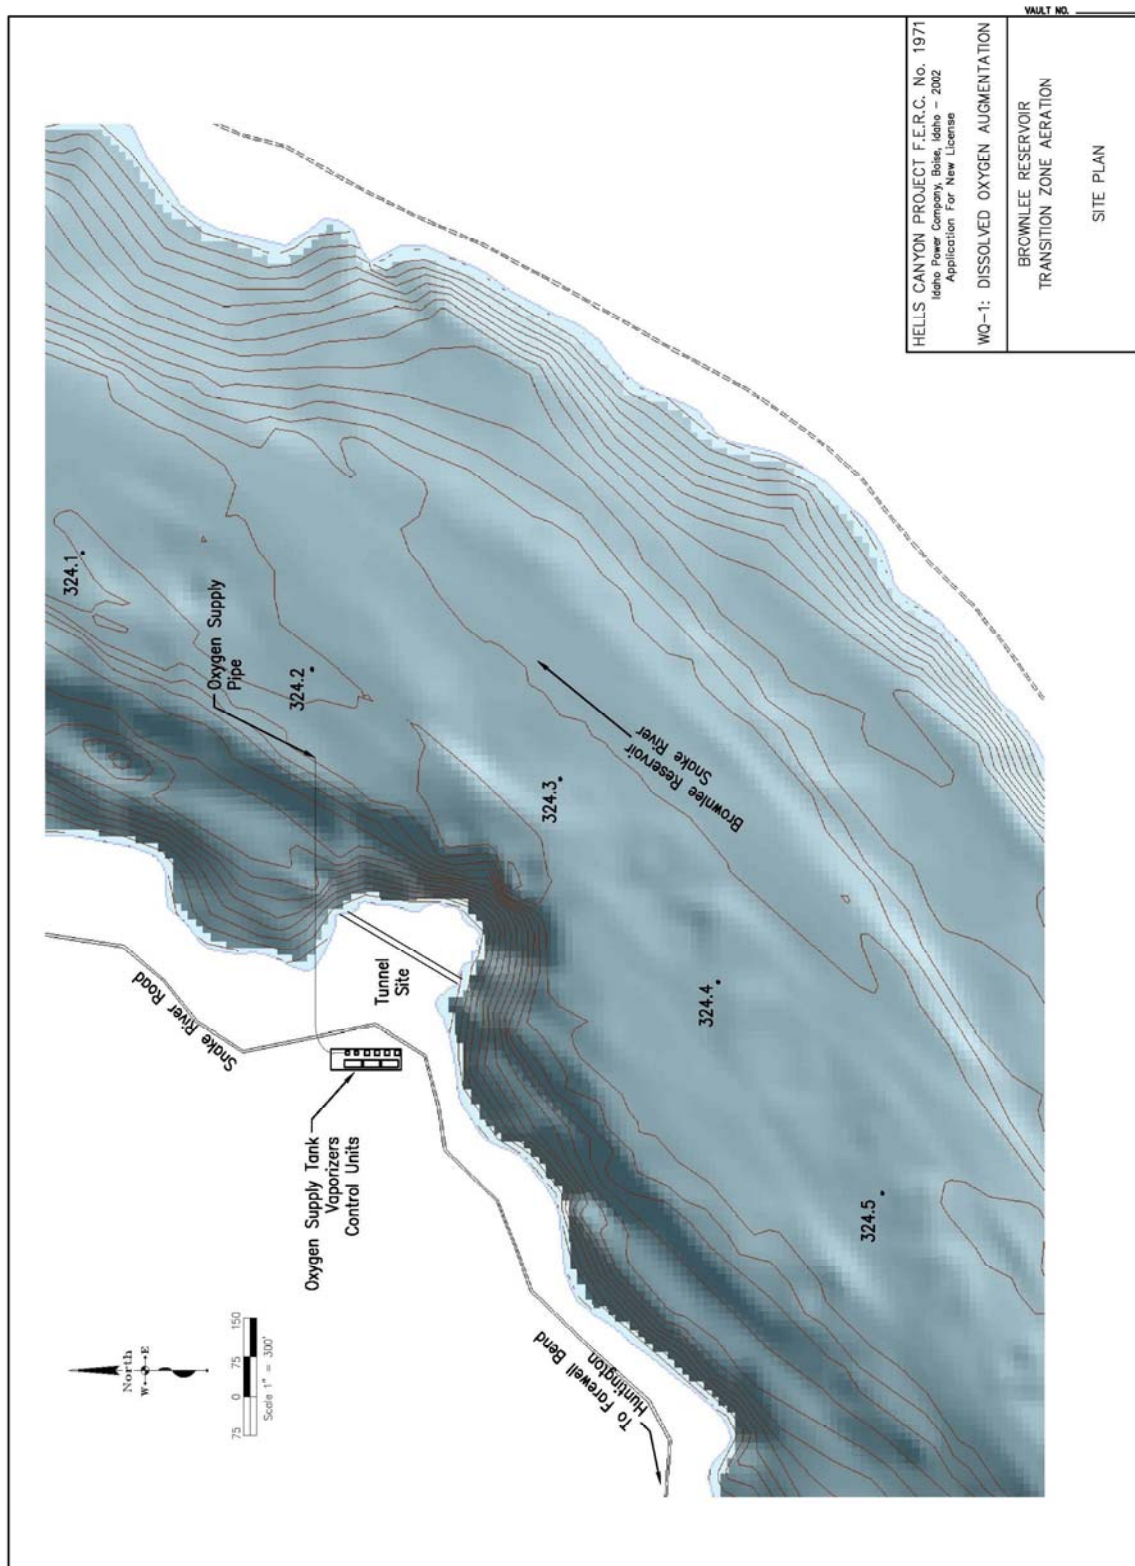 VAULT NO.
HELLS CANYON PROJECT F.E.R.C. No. 1971
Idaho Power Company, Boise, Idaho - 2002
Application For New License
WQ-1: DISSOLVED OXYGEN AUGMENTATION
BROWNLEE RESERVOIR
TRANSITION ZONE AERATION
SITE PLAN
324.1
Oxygen Supply
Pipe
324.2
324.3
Brownlee Reservoir
Snake River
324.4
324.5
Snake River Road
Tunnel
Site
Oxygen Supply Tank
Vaporizers
Control Units
To Farewell Bend
Huntington
North
W E
75 0 75 150
Scale 1" = 300'